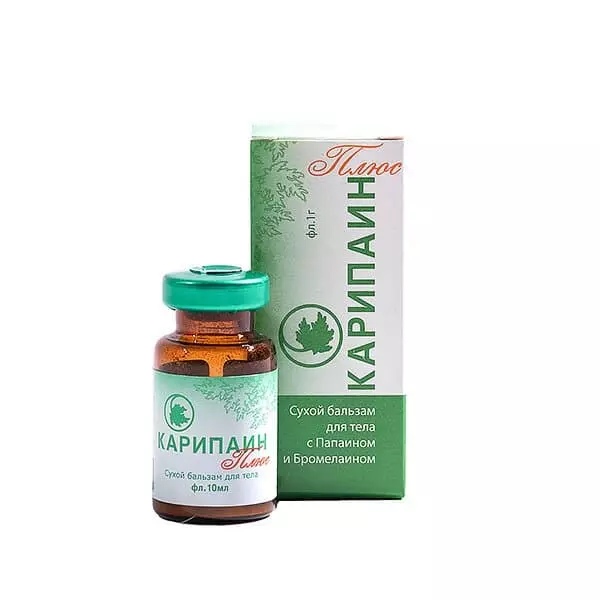 Плюс
КАРИПАИН
фл.1г
Сухой бальзам
для тела
с Папаином
и Бромелаином
КАРИПАИН
Плюс
Сухой бальзам для тела
фл.10мл